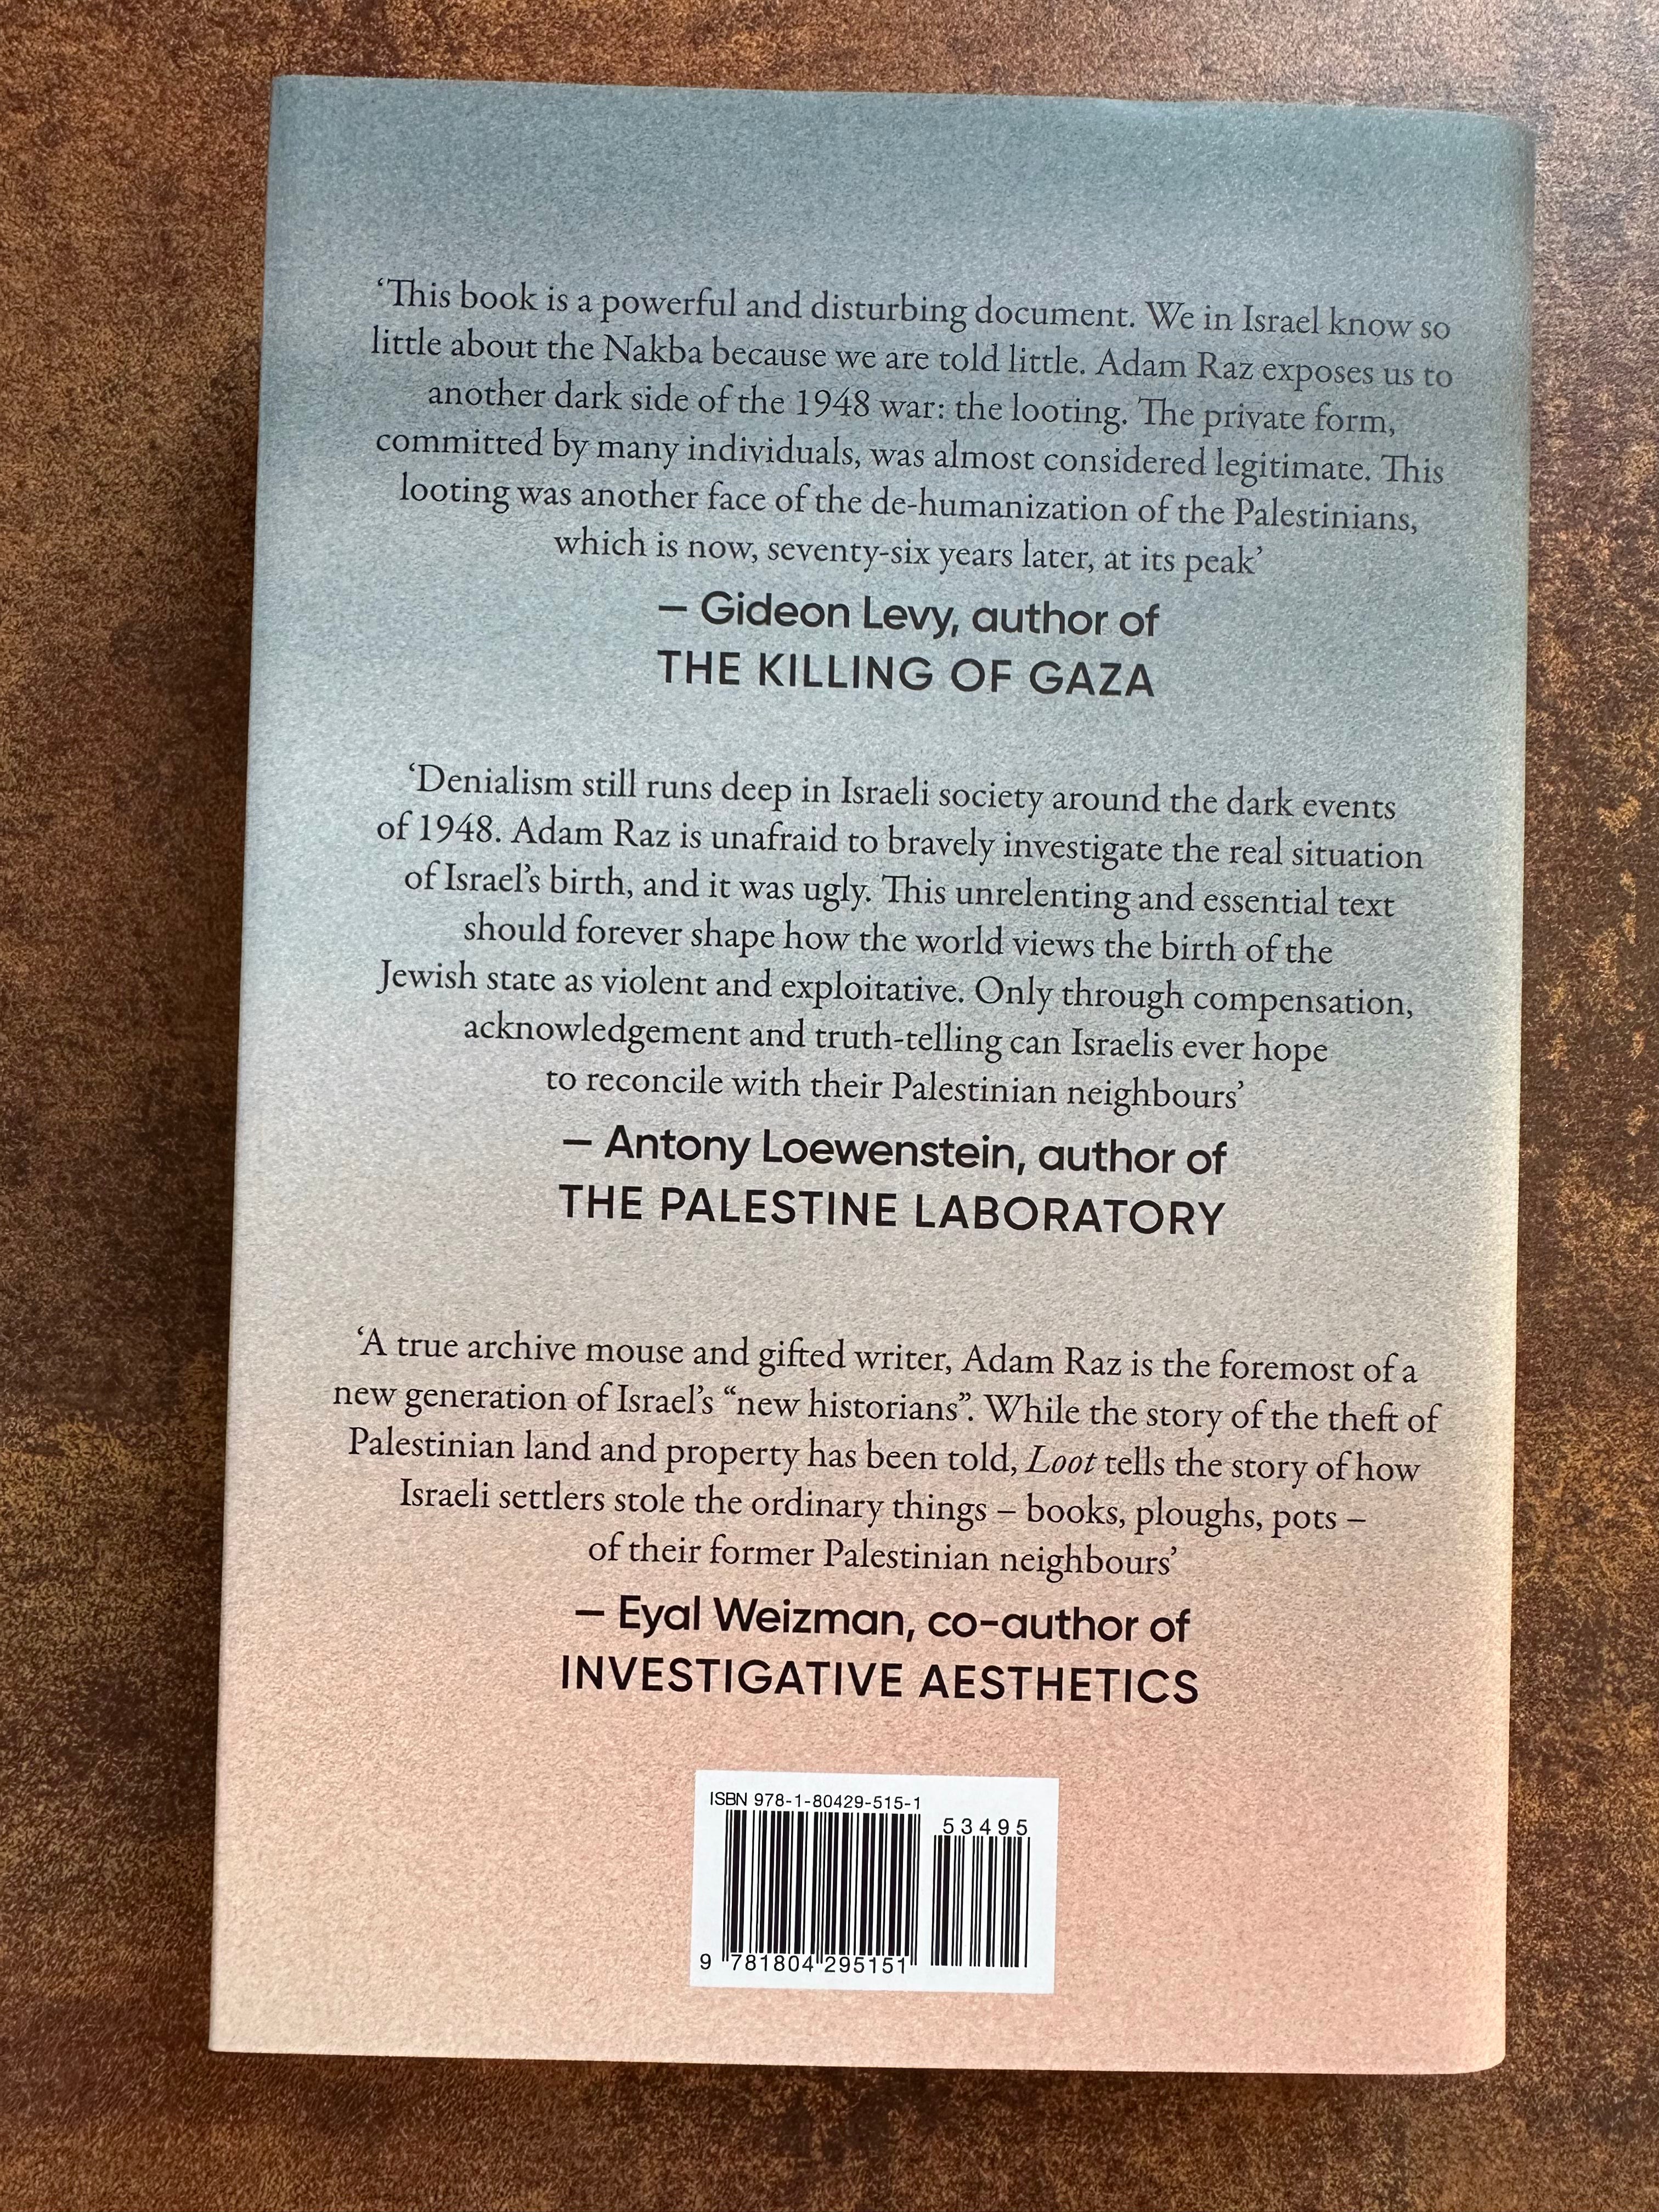 ‘This book is a powerful and disturbing document. We in Israel know so
little about the Nakba because we are told little. Adam Raz exposes us to
another dark side of the 1948 war: the looting. The private form,
committed by many individuals, was almost considered legitimate. This
looting was another face of the de-humanization of the Palestinians,
which is now, seventy-six years later, at its peak’
— Gideon Levy, author of
THE KILLING OF GAZA
‘Denialism still runs deep in Israeli society around the dark events
of 1948. Adam Raz is unafraid to bravely investigate the real situation
of Israel’s birth, and it was ugly. This unrelenting and essential text
should forever shape how the world views the birth of the
Jewish state as violent and exploitative. Only through compensation,
acknowledgement and truth-telling can Israelis ever hope
to reconcile with their Palestinian neighbours’
— Antony Loewenstein, author of
THE PALESTINE LABORATORY
‘A true archive mouse and gifted writer, Adam Raz is the foremost of a
new generation of Israel’s “new historians”. While the story of the theft of
Palestinian land and property has been told, Loot tells the story of how
Israeli settlers stole the ordinary things – books, ploughs, pots –
of their former Palestinian neighbours’
— Eyal Weizman, co-author of
INVESTIGATIVE AESTHETICS
ISBN 978-1-80429-515-1
53495
9 781804 295151